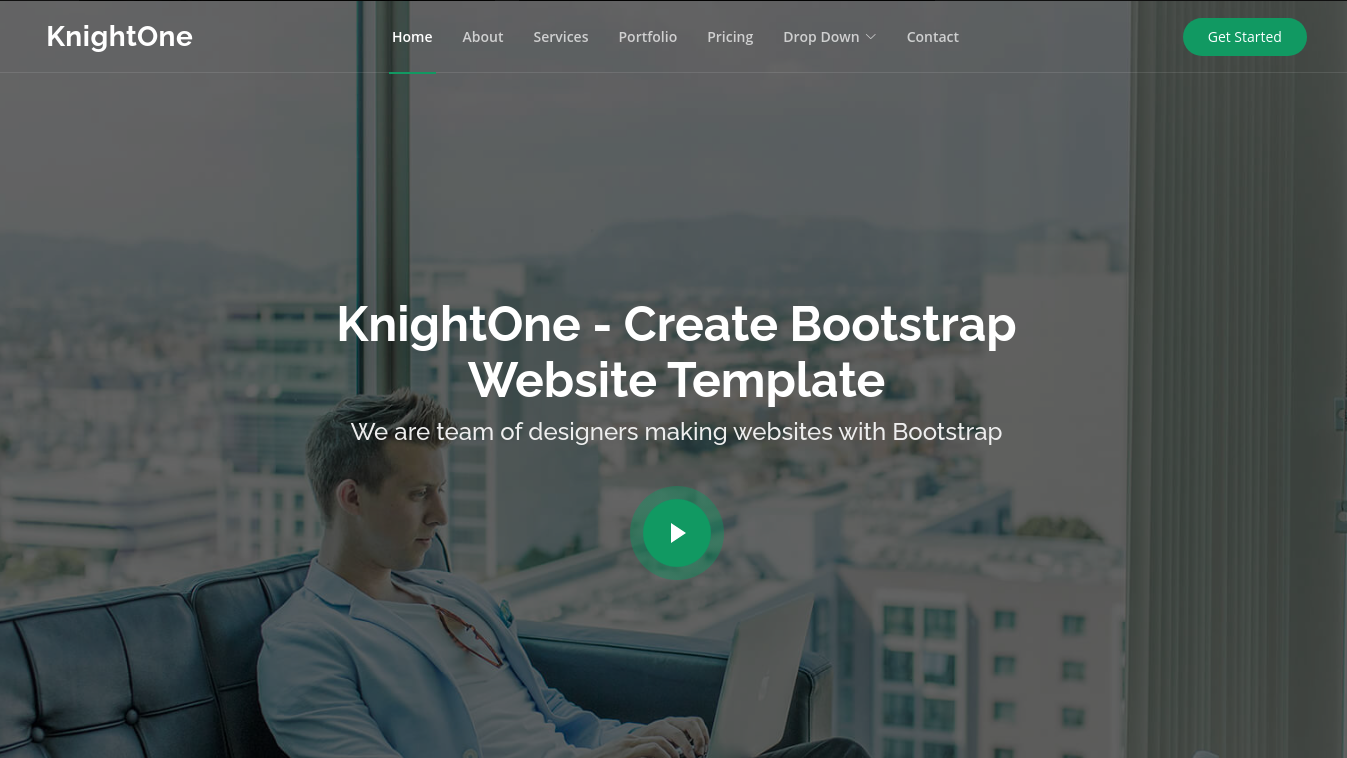 KnightOne
Home
About
Services
Portfolio
Pricing
Drop Down
Contact
Get Started
KnightOne - Create Bootstrap
Website Template
We are team of designers making websites with Bootstrap